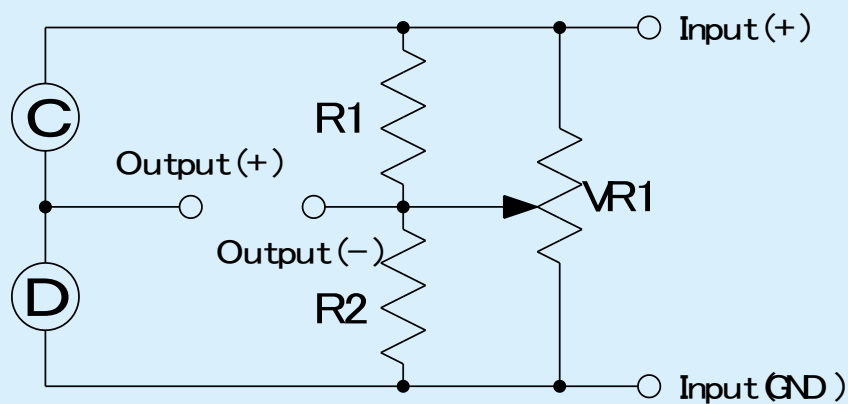 Input(+)
C
R1
Output(+)
VR1
Output(-)
D
R2
Input(GND)